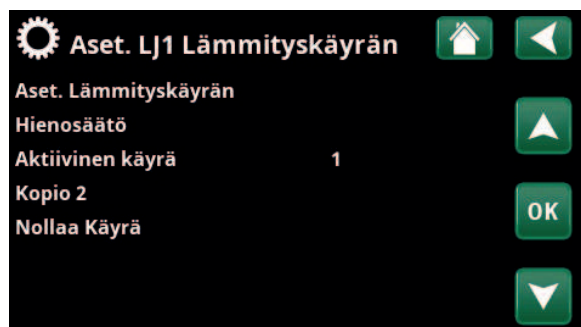 Aset. LJ1 Lämmityskäyrän
Aset. Lämmityskäyrän
Hienosäätö
Aktiivinen käyrä 1
Kopio 2
OK
Nollaa Käyrä